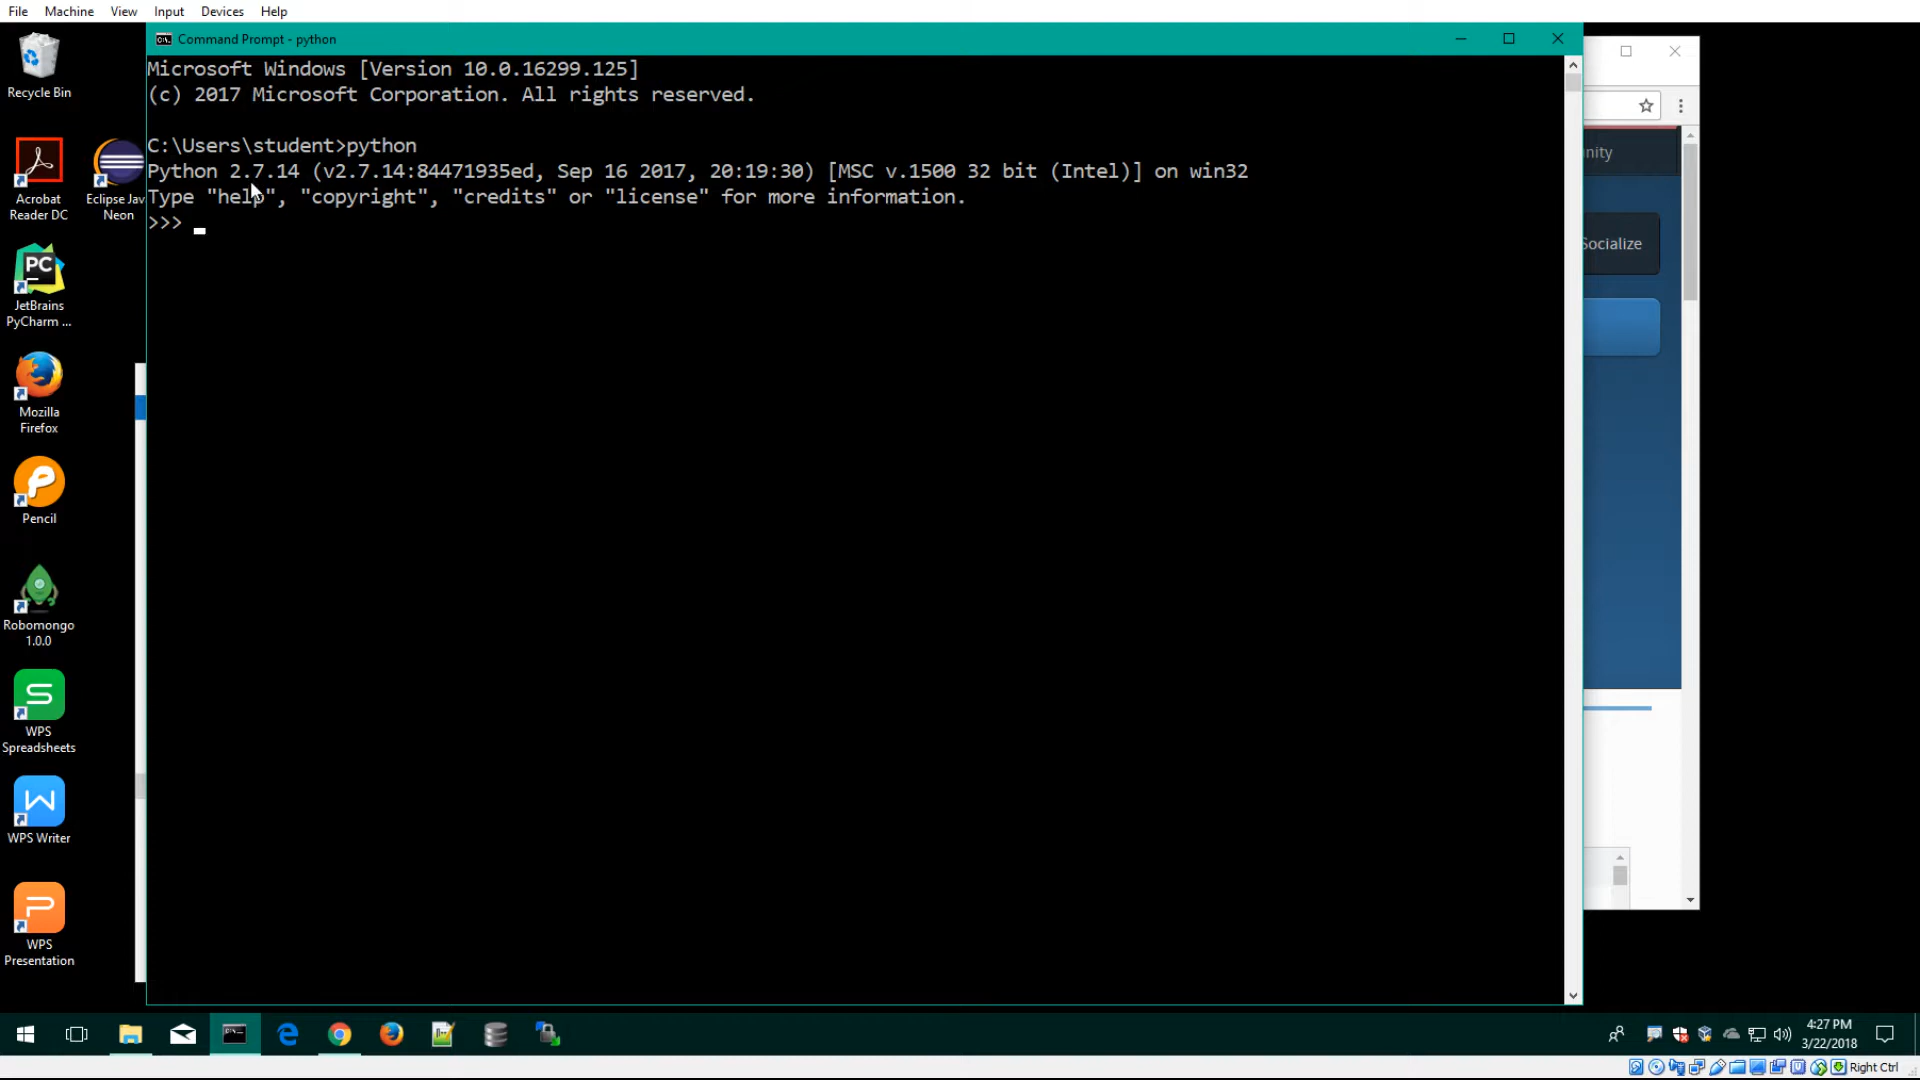 File Machine View Input Devices Help
Command Prompt - python
Microsoft Windows [Version 10.0.16299.125]
(c) 2017 Microsoft Corporation. All rights reserved.
C:\Users\student>python
Python 2.7.14 (v2.7.14:84471935ed, Sep 16 2017, 20:19:30) [MSC v.1500 32 bit (Intel)] on win32
Type "help", "copyright", "credits" or "license" for more information.
>>>
Recycle Bin
Acrobat
Reader DC
Eclipse Jav
Neon
PC
JetBrains
PyCharm ...
Mozilla
Firefox
Pencil
Robomongo
1.0.0
S
WPS
Spreadsheets
W
WPS Writer
P
WPS
Presentation
nity
Socialize
4:27 PM
3/22/2018
Right Ctrl